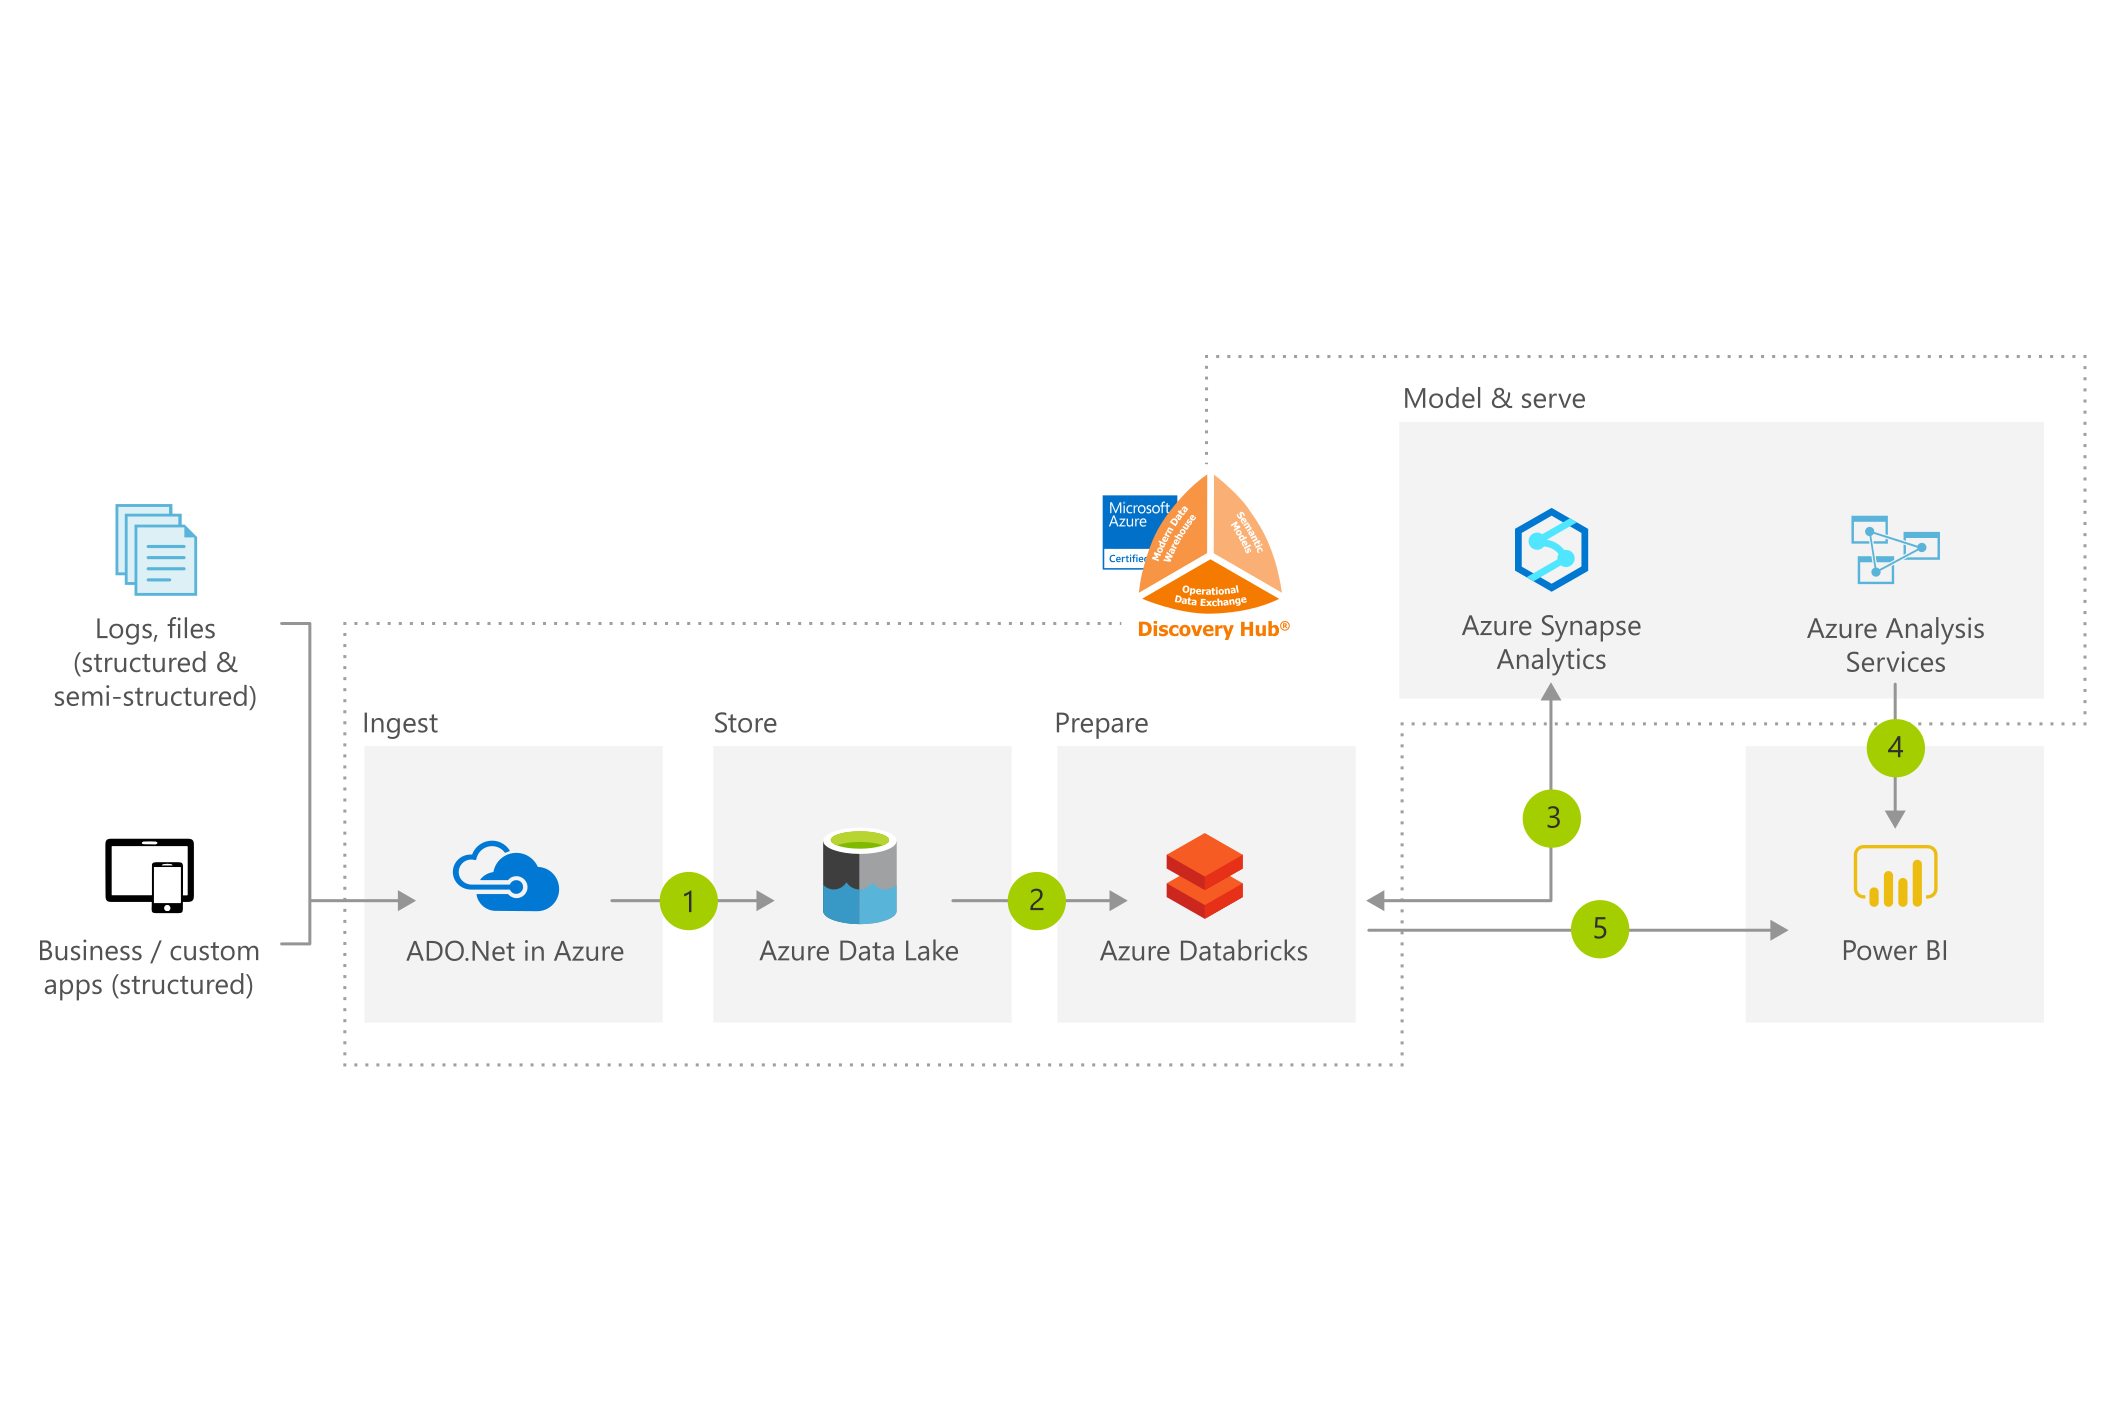 Model & serve
Microsoft
Azure
Certified
Modern Data
Warehouse
Semantic
Models
Operational
Data Exchange
Discovery Hub®
Azure Synapse
Analytics
Azure Analysis
Services
Logs, files
(structured &
semi-structured)
Ingest
Store
Prepare
4
3
1
2
5
ADO.Net in Azure
Azure Data Lake
Azure Databricks
Power BI
Business / custom
apps (structured)